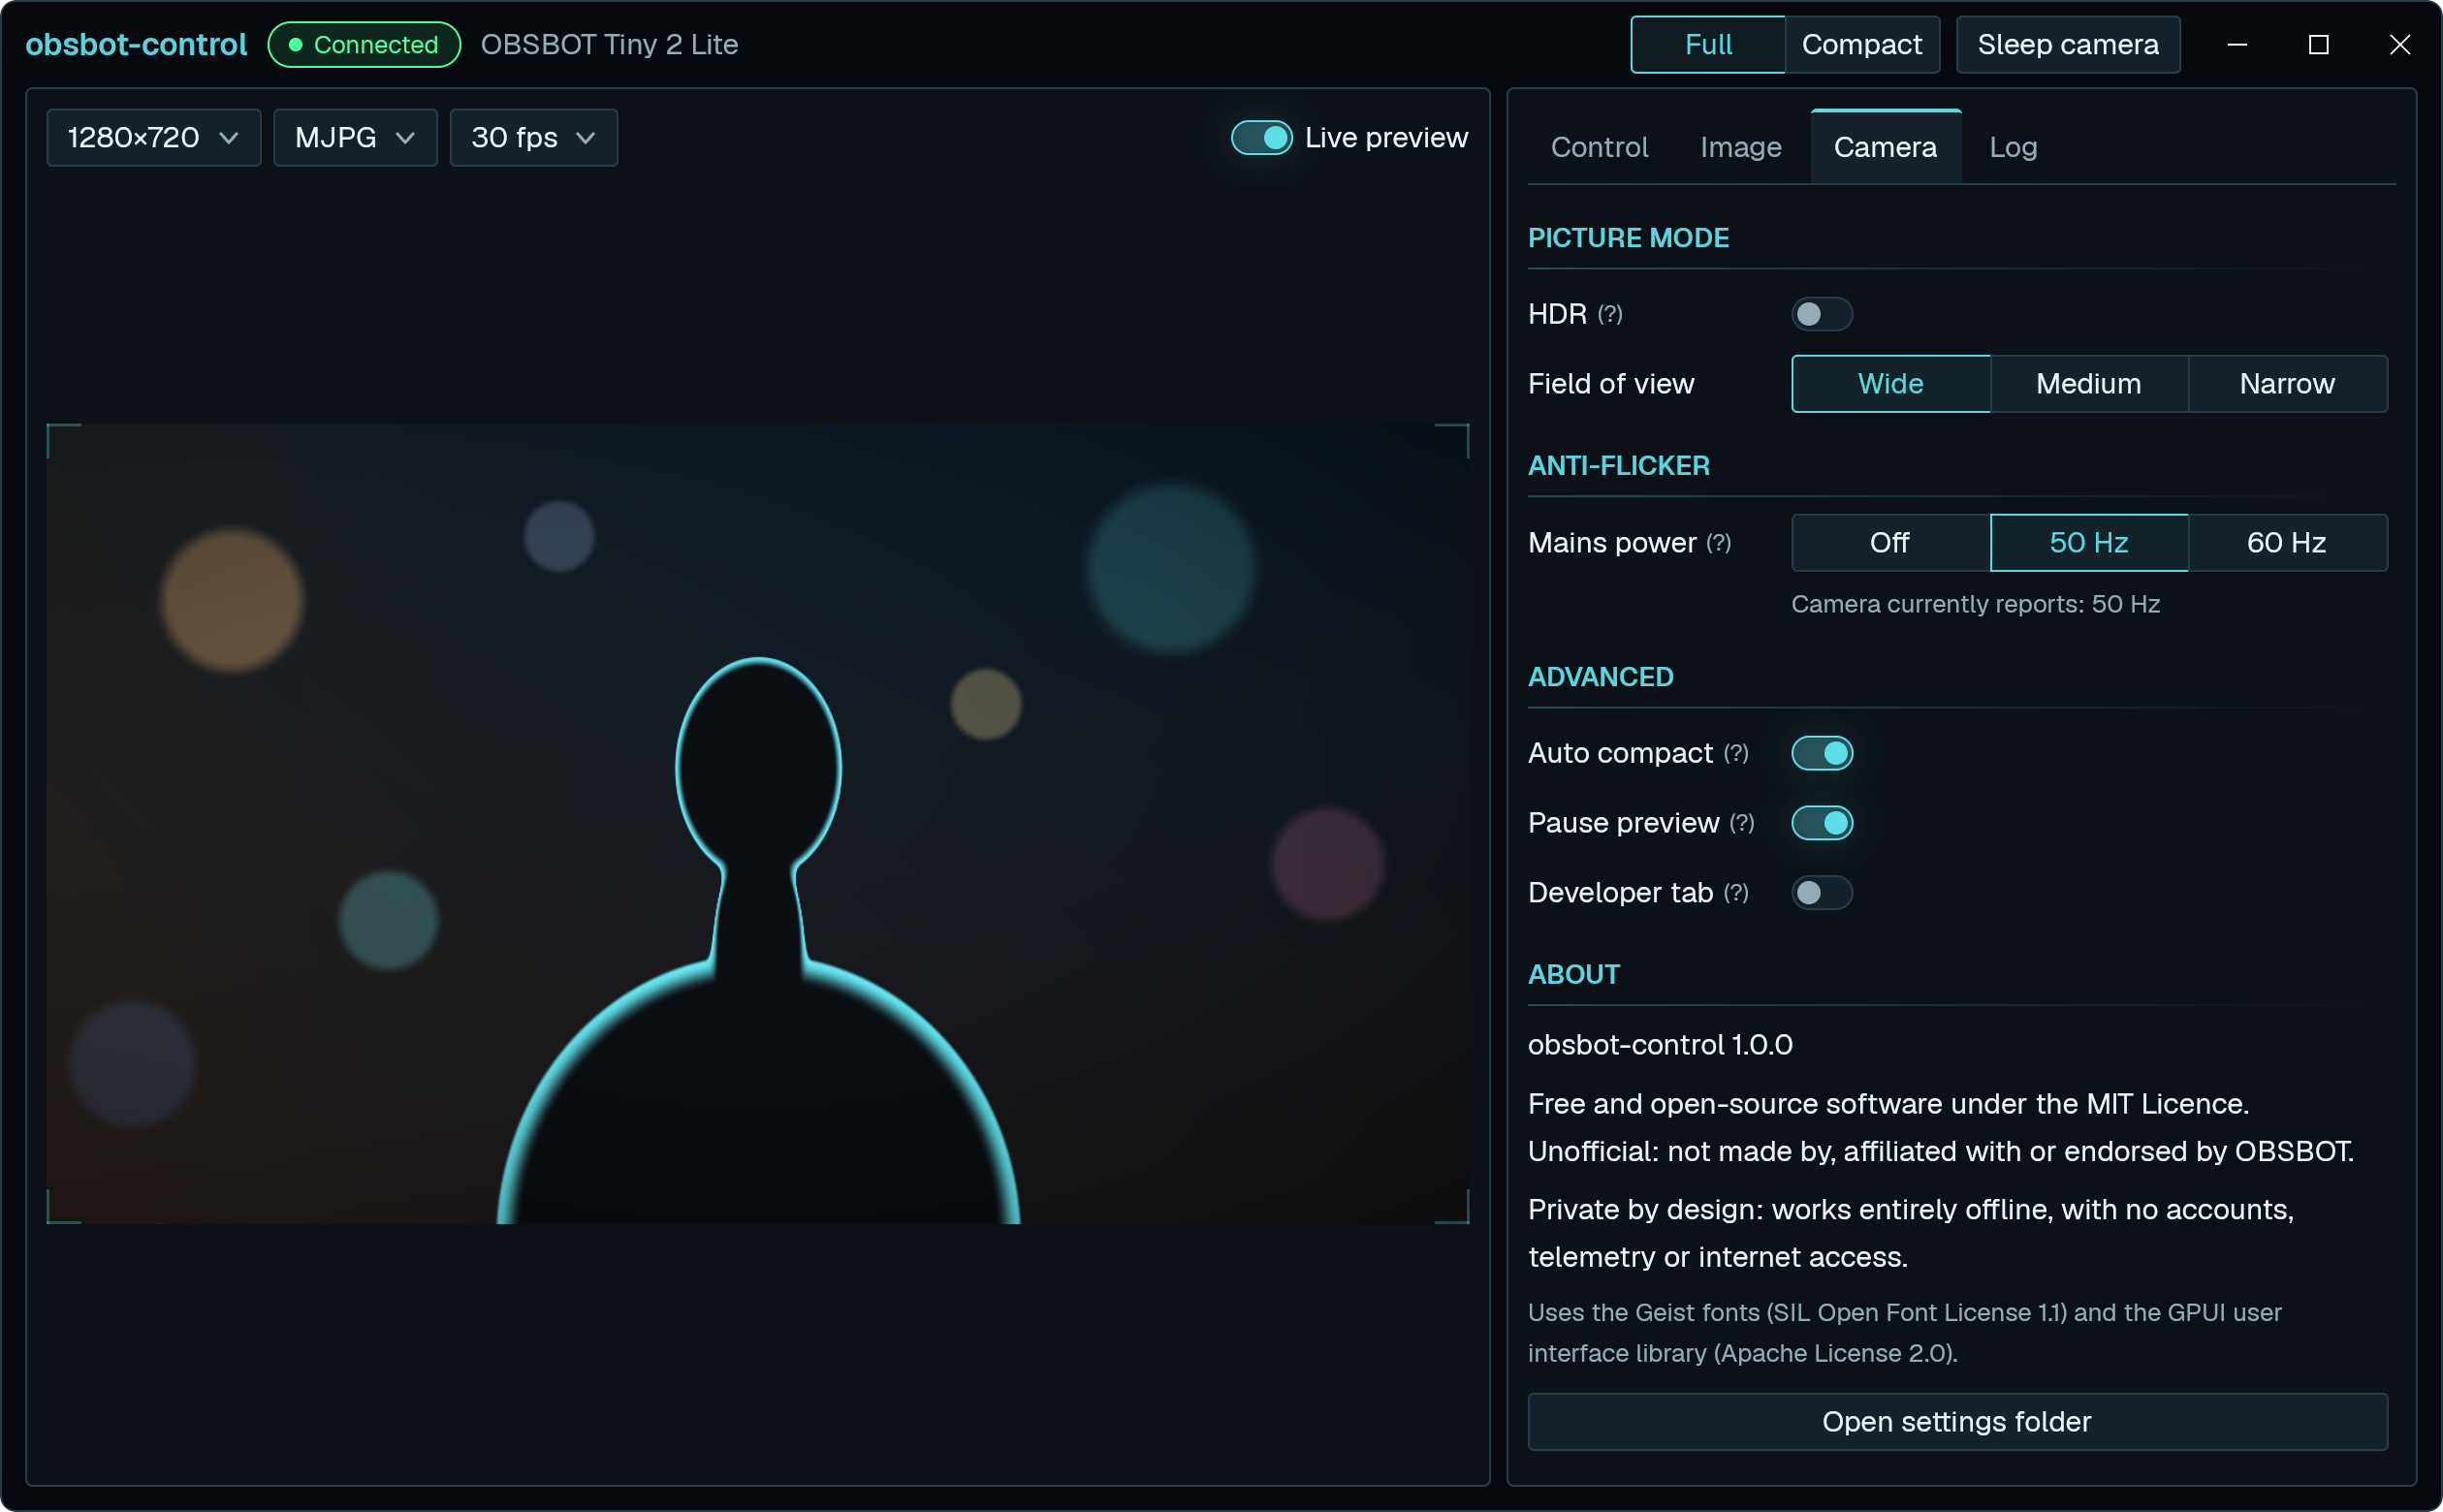 obsbot-control Connected OBSBOT Tiny 2 Lite Full Compact Sleep camera
1280×720 MJPG 30 fps Live preview
Control Image Camera Log
PICTURE MODE
HDR (?)
Field of view Wide Medium Narrow
ANTI-FLICKER
Mains power (?) Off 50 Hz 60 Hz
Camera currently reports: 50 Hz
ADVANCED
Auto compact (?)
Pause preview (?)
Developer tab (?)
ABOUT
obsbot-control 1.0.0
Free and open-source software under the MIT Licence.
Unofficial: not made by, affiliated with or endorsed by OBSBOT.
Private by design: works entirely offline, with no accounts,
telemetry or internet access.
Uses the Geist fonts (SIL Open Font License 1.1) and the GPUI user
interface library (Apache License 2.0).
Open settings folder